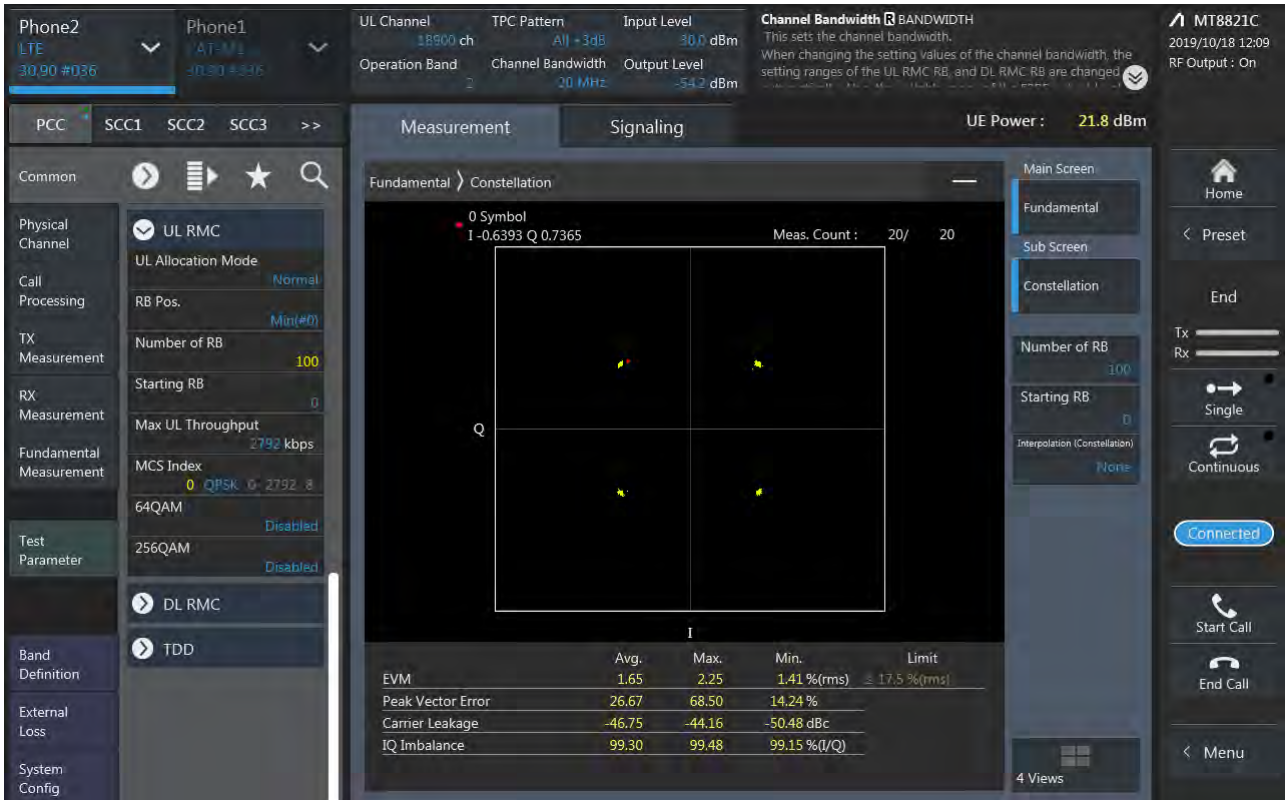 Phone2
LTE
30.90 #036
Phone1
UL Channel
18900 ch
Operation Band
2
TPC Pattern
All +3dB
Channel Bandwidth
20 MHz
Input Level
30.0 dBm
Output Level
-54.2 dBm
Channel Bandwidth R BANDWIDTH
This sets the channel bandwidth.
When changing the setting values of the channel bandwidth, the
setting ranges of the UL RMC RB, and DL RMC RB are changed
MT8821C
2019/10/18 12:09
RF Output : On
PCC SCC1 SCC2 SCC3 >>
Measurement
Signaling
UE Power : 21.8 dBm
Common
Physical
Channel
Call
Processing
TX
Measurement
RX
Measurement
Fundamental
Measurement
Test
Parameter
Band
Definition
External
Loss
System
Config
UL RMC
UL Allocation Mode
Normal
RB Pos.
Min(#0)
Number of RB
100
Starting RB
0
Max UL Throughput
2792 kbps
MCS Index
0 QPSK 0 2792 8
64QAM
Disabled
256QAM
Disabled
DL RMC
TDD
Fundamental > Constellation
0 Symbol
I -0.6393 Q 0.7365
Meas. Count : 20/ 20
Q
I
Avg. Max. Min. Limit
EVM 1.65 2.25 1.41 %(rms) ≤ 17.5 %(rms)
Peak Vector Error 26.67 68.50 14.24 %
Carrier Leakage -46.75 -44.16 -50.48 dBc
IQ Imbalance 99.30 99.48 99.15 %(I/Q)
Main Screen
Fundamental
Sub Screen
Constellation
Number of RB
100
Starting RB
0
Interpolation (Constellation)
None
4 Views
Home
< Preset
End
Tx
Rx
Single
Continuous
Connected
Start Call
End Call
< Menu